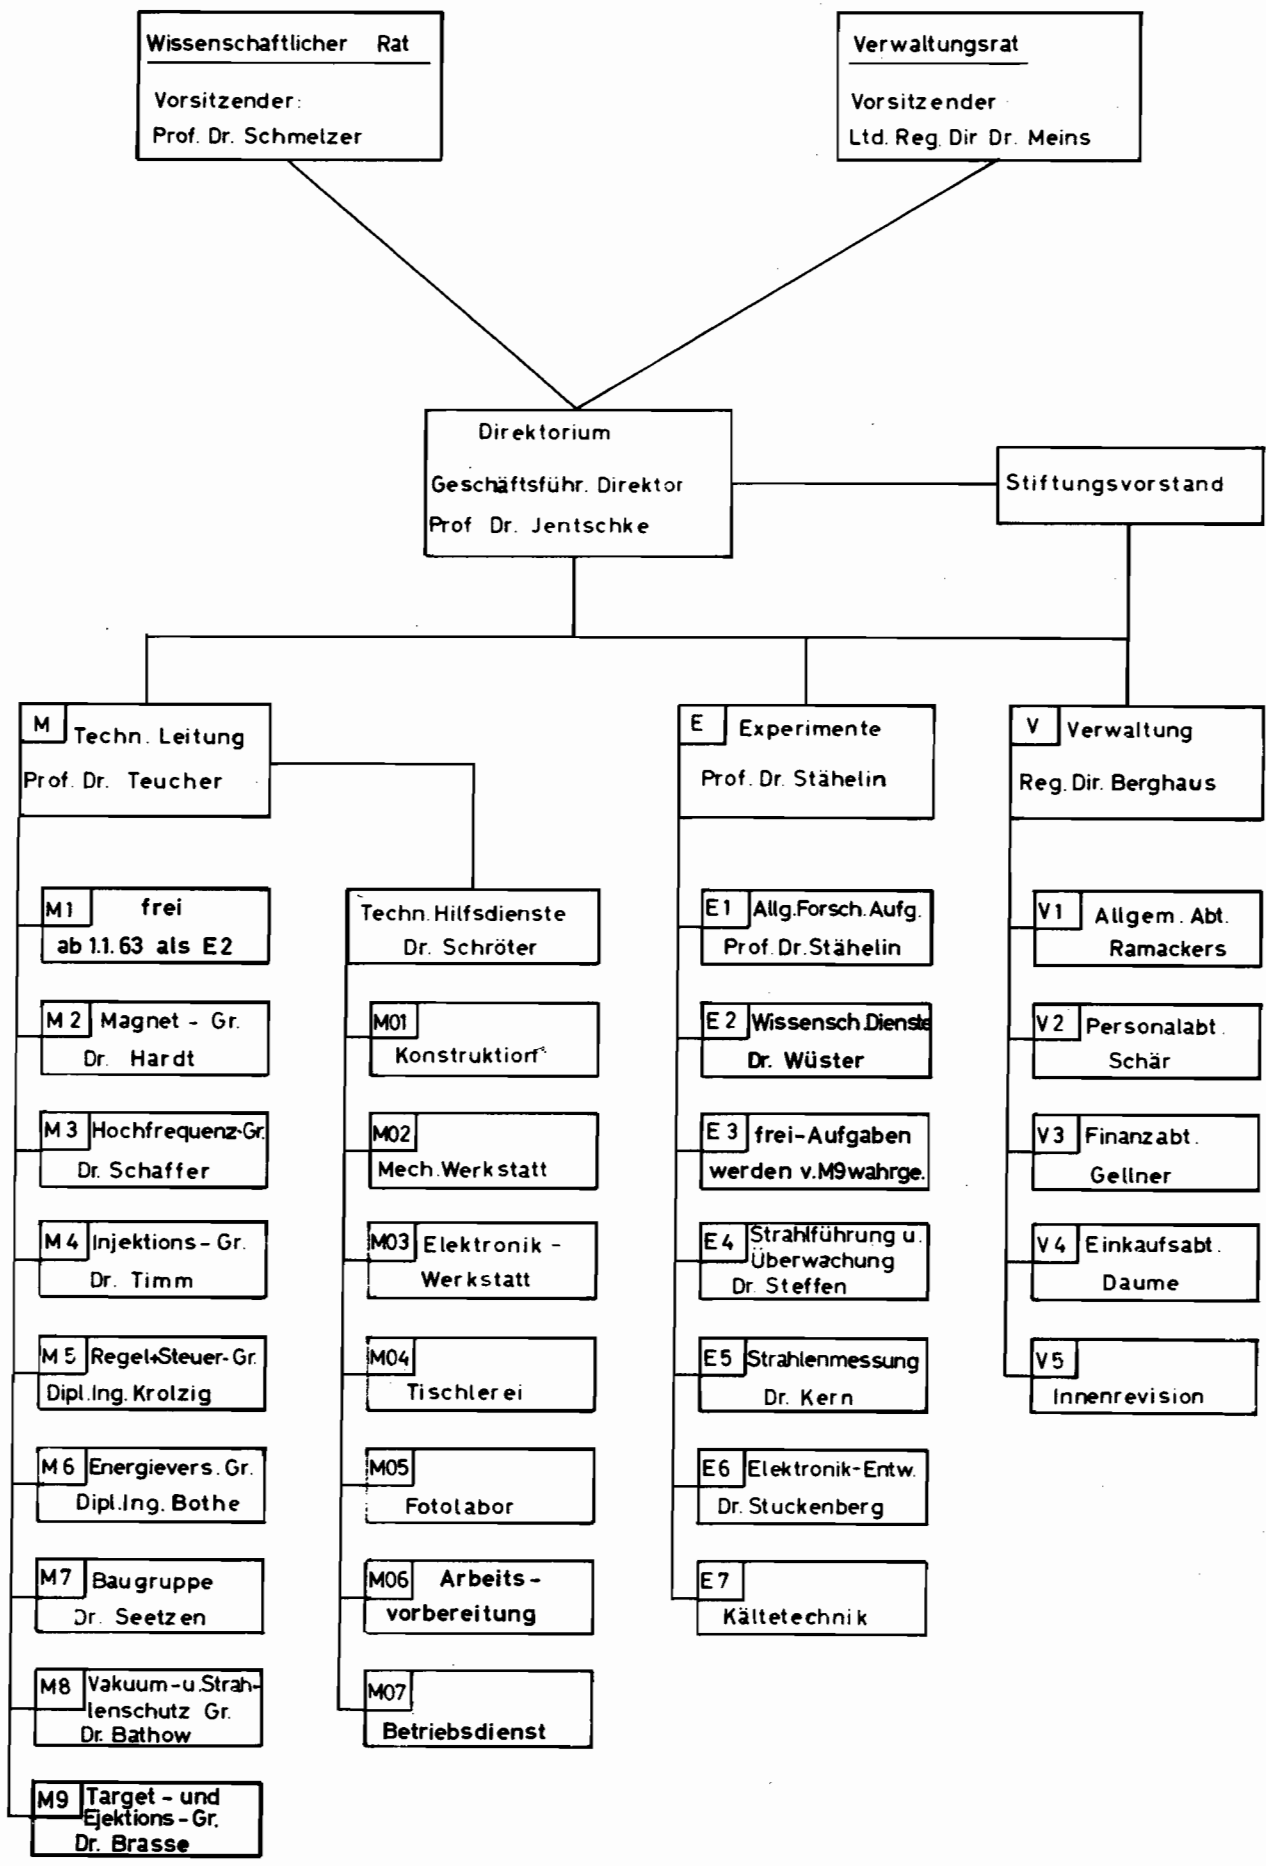 Wissenschaftlicher Rat
Vorsitzender:
Prof. Dr. Schmelzer
Verwaltungsrat
Vorsitzender
Ltd. Reg. Dir Dr. Meins
Direktorium
Geschäftsführ. Direktor
Prof Dr. Jentschke
Stiftungsvorstand
M
Techn. Leitung
Prof. Dr. Teucher
M1 frei
ab 1.1.63 als E2
M2 Magnet - Gr.
Dr. Hardt
M3 Hochfrequenz-Gr.
Dr. Schaffer
M4 Injektions-Gr.
Dr. Timm
M5 Regel+Steuer-Gr.
Dipl.Ing. Krolzig
M6 Energievers. Gr.
Dipl.Ing. Bothe
M7 Baugruppe
Dr. Seetzen
M8 Vakuum-u.Strah-
lenschutz Gr.
Dr. Bathow
M9 Target - und
Ejektions-Gr.
Dr. Brasse
Techn. Hilfsdienste
Dr. Schröter
M01
Konstruktion
M02
Mech. Werkstatt
M03 Elektronik -
Werkstatt
M04
Tischlerei
M05
Fotolabor
M06 Arbeits -
vorbereitung
M07
Betriebsdienst
E Experimente
Prof. Dr. Stähelin
E1 Allg. Forsch. Aufg.
Prof. Dr. Stähelin
E2 Wissensch. Dienste
Dr. Wüster
E3 frei-Aufgaben
werden v. M9 wahrge.
E4 Strahlführung u.
Überwachung
Dr. Steffen
E5 Strahlenmessung
Dr. Kern
E6 Elektronik-Entw.
Dr. Stuckenberg
E7
Kältetechnik
V Verwaltung
Reg. Dir. Berghaus
V1 Allgem. Abt.
Ramackers
V2 Personalabt.
Schär
V3 Finanzabt.
Gellner
V4 Einkaufsabt.
Daume
V5
Innenrevision